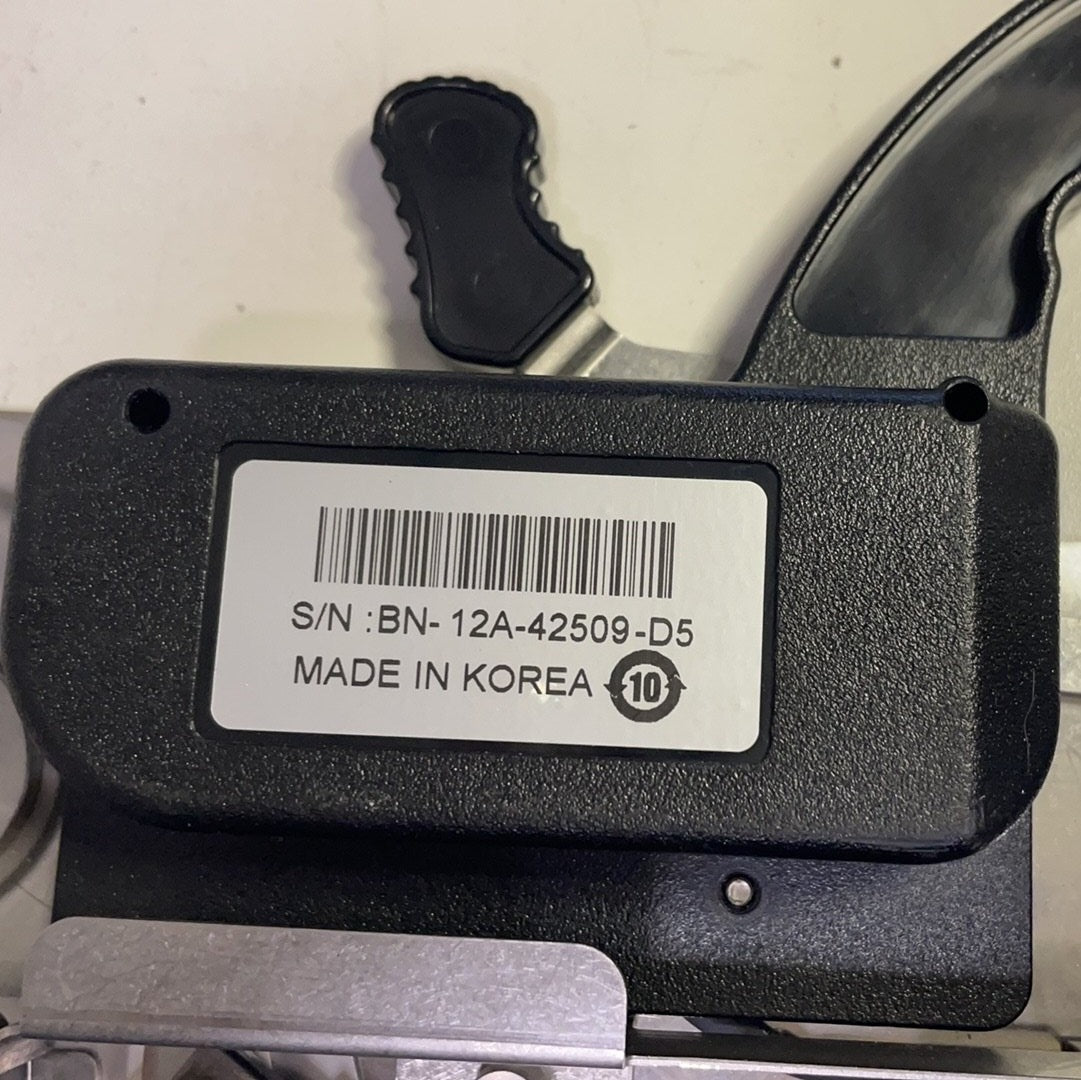 S/N :BN- 12A-42509-D5
MADE IN KOREA 10